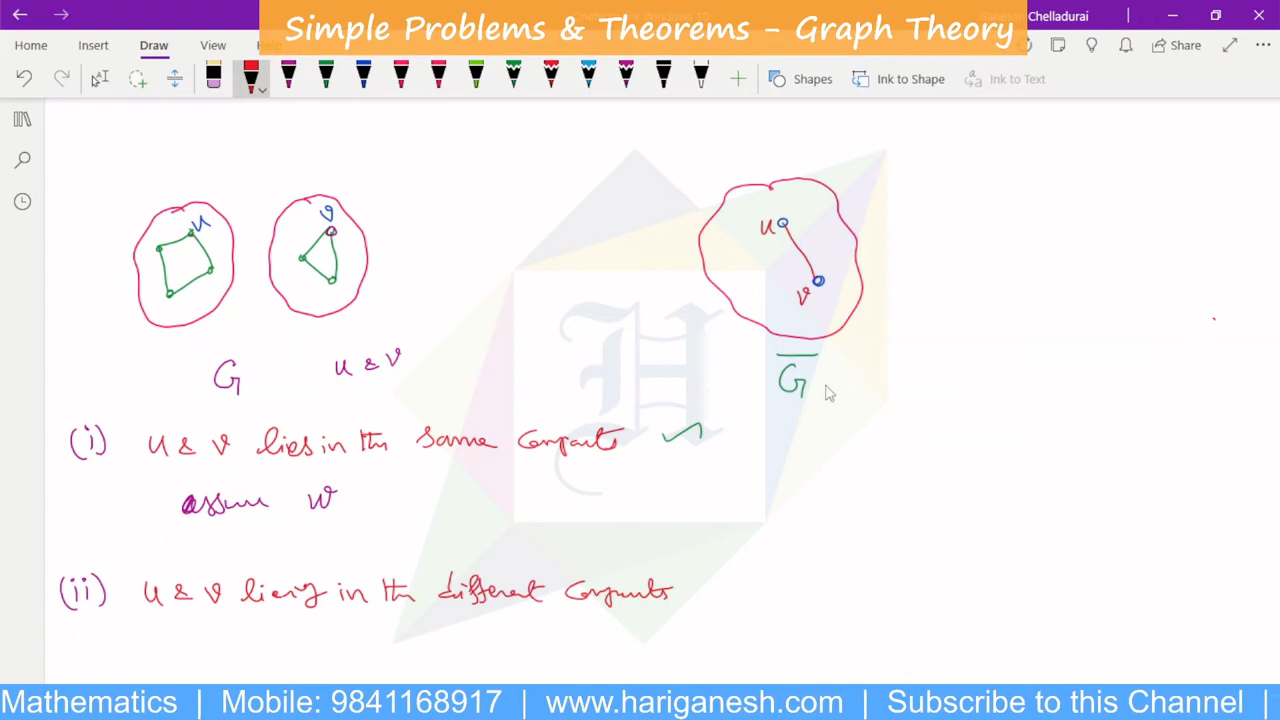 Simple Problems & Theorems - Graph Theory
Chelladurai
Home Insert Draw View Help
Share
Shapes Ink to Shape Ink to Text
u v
u
v
H
G u & v
G
(i) u & v lies in the same
assume w
(ii) u & v lieing in the different
Mathematics | Mobile: 9841168917 | www.hariganesh.com | Subscribe to this Channel |